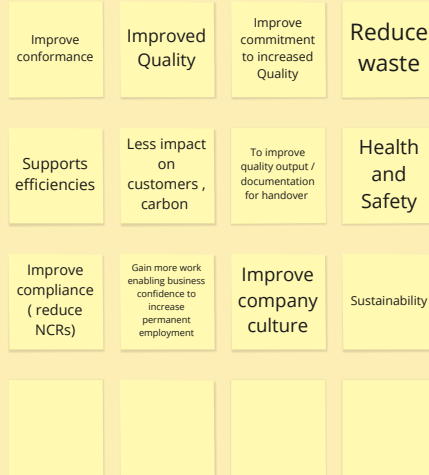 Improve
conformance
Improved
Quality
Improve
commitment
to increased
Quality
Reduce
waste
Supports
efficiencies
Less impact
on
customers ,
carbon
To improve
quality output /
documentation
for handover
Health
and
Safety
Improve
compliance
( reduce
NCRs)
Gain more work
enabling business
confidence to
increase
permanent
employment
Improve
company
culture
Sustainability